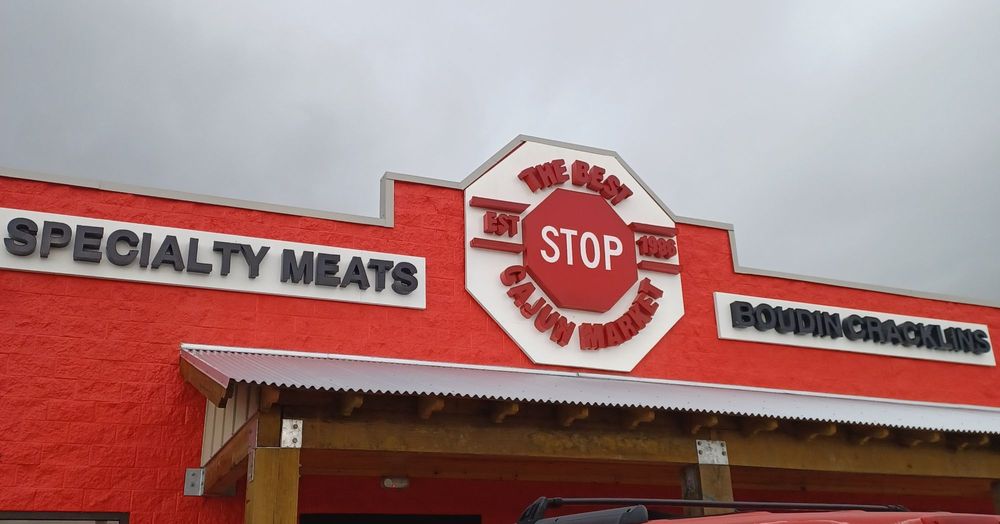 SPECIALTY MEATS
THE BEST
EST 1986
STOP
CAJUN MARKET
BOUDIN CRACKLINS